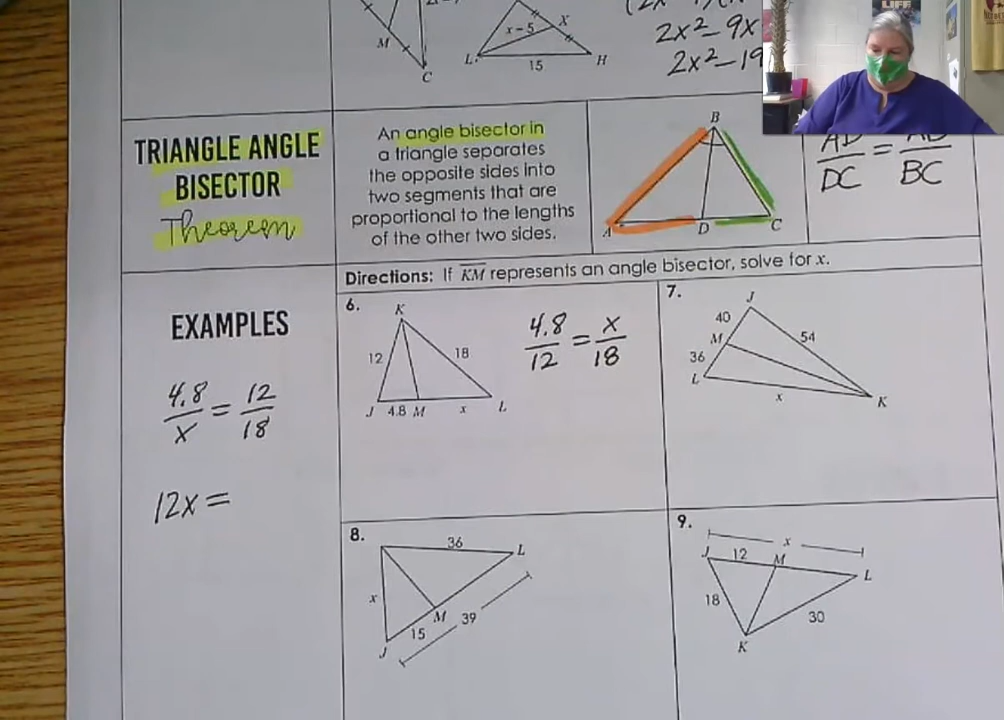 M
C
x – 5
X
L
15
H
2x² – 9x
2x² – 19
TRIANGLE ANGLE
BISECTOR
Theorem
An angle bisector in
a triangle separates
the opposite sides into
two segments that are
proportional to the lengths
of the other two sides.
B
A
D
C
AD/DC = AB/BC
Directions: If KM represents an angle bisector, solve for x.
EXAMPLES
4.8/x = 12/18
12x =
6.
K
12
18
J 4.8 M x L
4.8/12 = x/18
7.
J
40
M
54
36
L
x
K
8.
36
L
x
M
39
15
J
9.
x
J 12 M
L
18
30
K